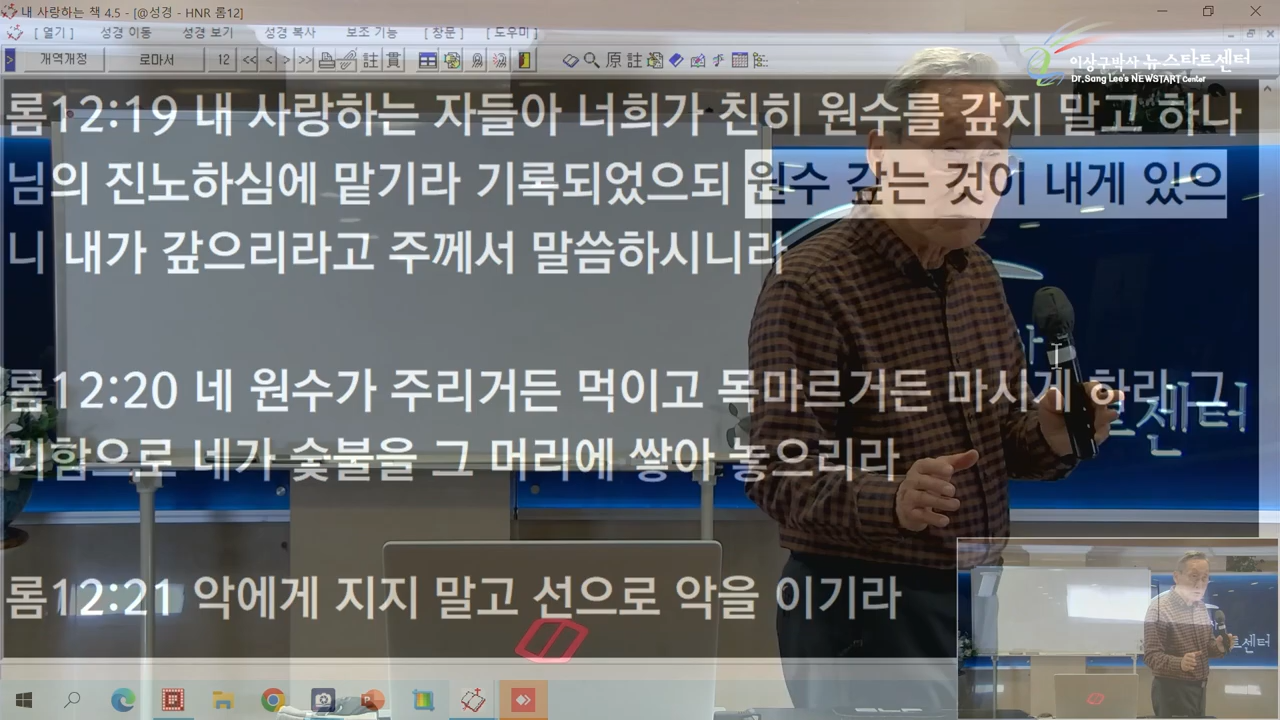 내 사랑하는 책 4.5 - [@성경 - HNR 롬12]
[ 열기 ] 성경 이동 성경 보기 성경 복사 보조 기능 [ 창문 ] [ 도우미 ]
> 개역개정 로마서 12 << < > >> 註 貫 原 註
이상구박사 뉴스타트센터
Dr.Sang Lee's NEWSTART Center
롬12:19 내 사랑하는 자들아 너희가 친히 원수를 갚지 말고 하나
님의 진노하심에 맡기라 기록되었으되 원수 갚는 것이 내게 있으
니 내가 갚으리라고 주께서 말씀하시니라
롬12:20 네 원수가 주리거든 먹이고 목마르거든 마시게 하라 그
리함으로 네가 숯불을 그 머리에 쌓아 놓으리라
롬12:21 악에게 지지 말고 선으로 악을 이기라
트센터